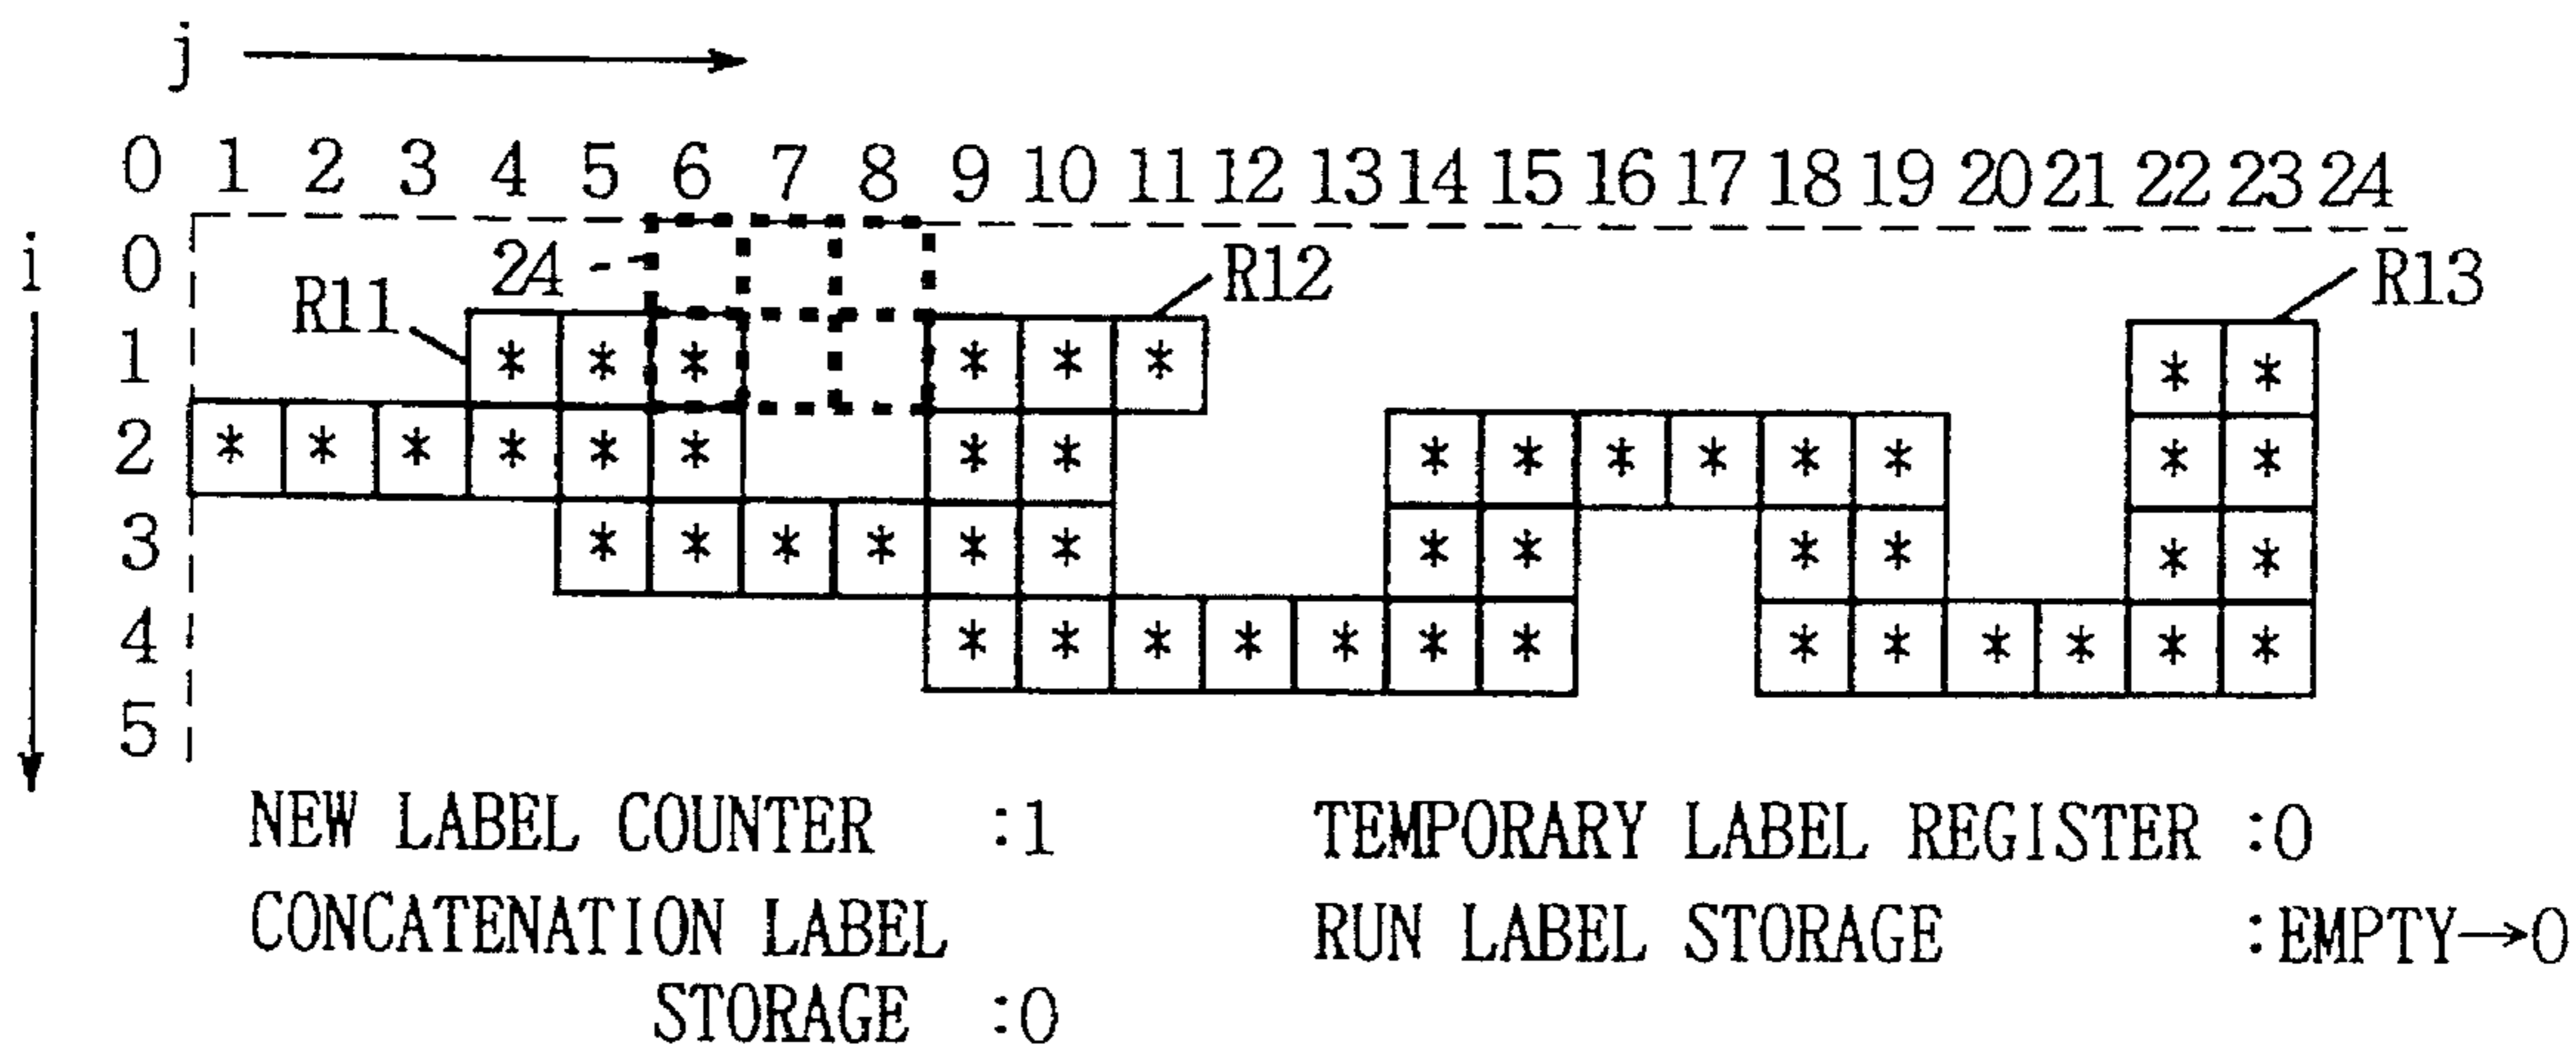 j
0 1 2 3 4 5 6 7 8 9 10 11 12 13 14 15 16 17 18 19 20 21 22 23 24
i 0 24 R12 R13
R11
1 * * * * * * * *
2 * * * * * * * * * * * * * * * *
3 * * * * * * * * * * * *
4 * * * * * * * * * * * * *
5
NEW LABEL COUNTER :1 TEMPORARY LABEL REGISTER :0
CONCATENATION LABEL RUN LABEL STORAGE :EMPTY→0
STORAGE :0